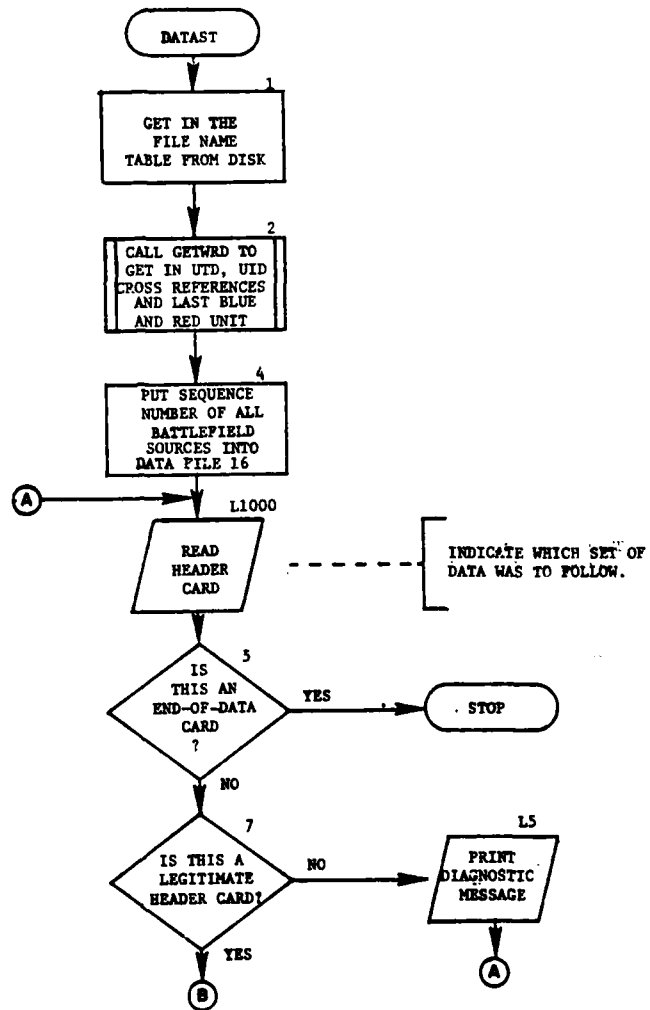 DATAST
1
GET IN THE
FILE NAME
TABLE FROM DISK
2
CALL GETWRD TO
GET IN UTD, UID
CROSS REFERENCES
AND LAST BLUE
AND RED UNIT
4
PUT SEQUENCE
NUMBER OF ALL
BATTLEFIELD
SOURCES INTO
DATA FILE 16
A
L1000
READ
HEADER
CARD
INDICATE WHICH SET OF
DATA WAS TO FOLLOW.
5
IS
THIS AN
END-OF-DATA
CARD
?
YES
STOP
NO
7
IS THIS A
LEGITIMATE
HEADER CARD?
NO
L5
PRINT
DIAGNOSTIC
MESSAGE
YES
B
A